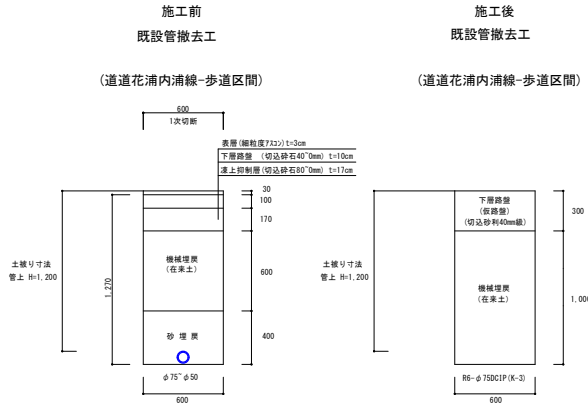 施工前
既設管撤去工
(道道花浦内浦線-歩道区間)
600
1次切断
表層(細粒度アスコン)t=3cm
下層路盤 (切込砕石40~0mm) t=10cm
凍上抑制層(切込砕石80~0mm)t=17cm
30
100
170
土被り寸法
管上 H=1,200
1,270
機械埋戻
(在来土)
600
砂 埋 戻
400
φ75~φ50
600
施工後
既設管撤去工
(道道花浦内浦線-歩道区間)
下層路盤
(仮路盤)
(切込砂利40mm級)
300
土被り寸法
管上 H=1,200
機械埋戻
(在来土)
1,000
R6-φ75DCIP(K-3)
600